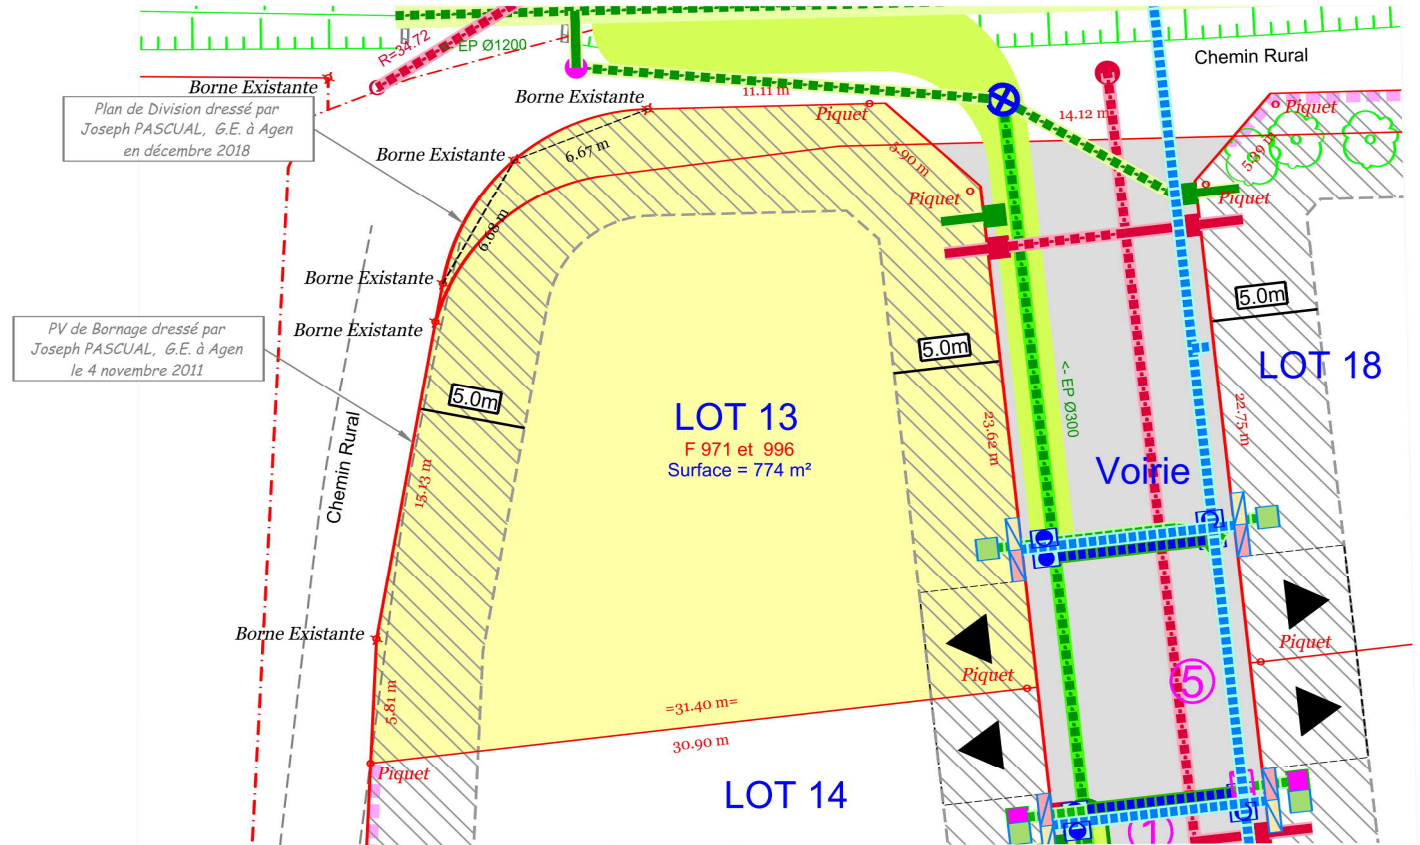 R=34.72
<- EP Ø1200
Chemin Rural
Borne Existante
Borne Existante
11.11 m
Piquet
14.12 m
Piquet
Plan de Division dressé par
Joseph PASCUAL, G.E. à Agen
en décembre 2018
Borne Existante
6.67 m
5.90 m
5.39 m
Piquet
Piquet
6.68 m
Borne Existante
5.0m
PV de Bornage dressé par
Joseph PASCUAL, G.E. à Agen
le 4 novembre 2011
Borne Existante
5.0m
LOT 18
5.0m
<- EP Ø300
LOT 13
F 971 et 996
Surface = 774 m²
23.62 m
22.75 m
Chemin Rural
15.13 m
Voirie
Borne Existante
Piquet
Piquet
5.81 m
5
=31.40 m=
30.90 m
Piquet
LOT 14
1